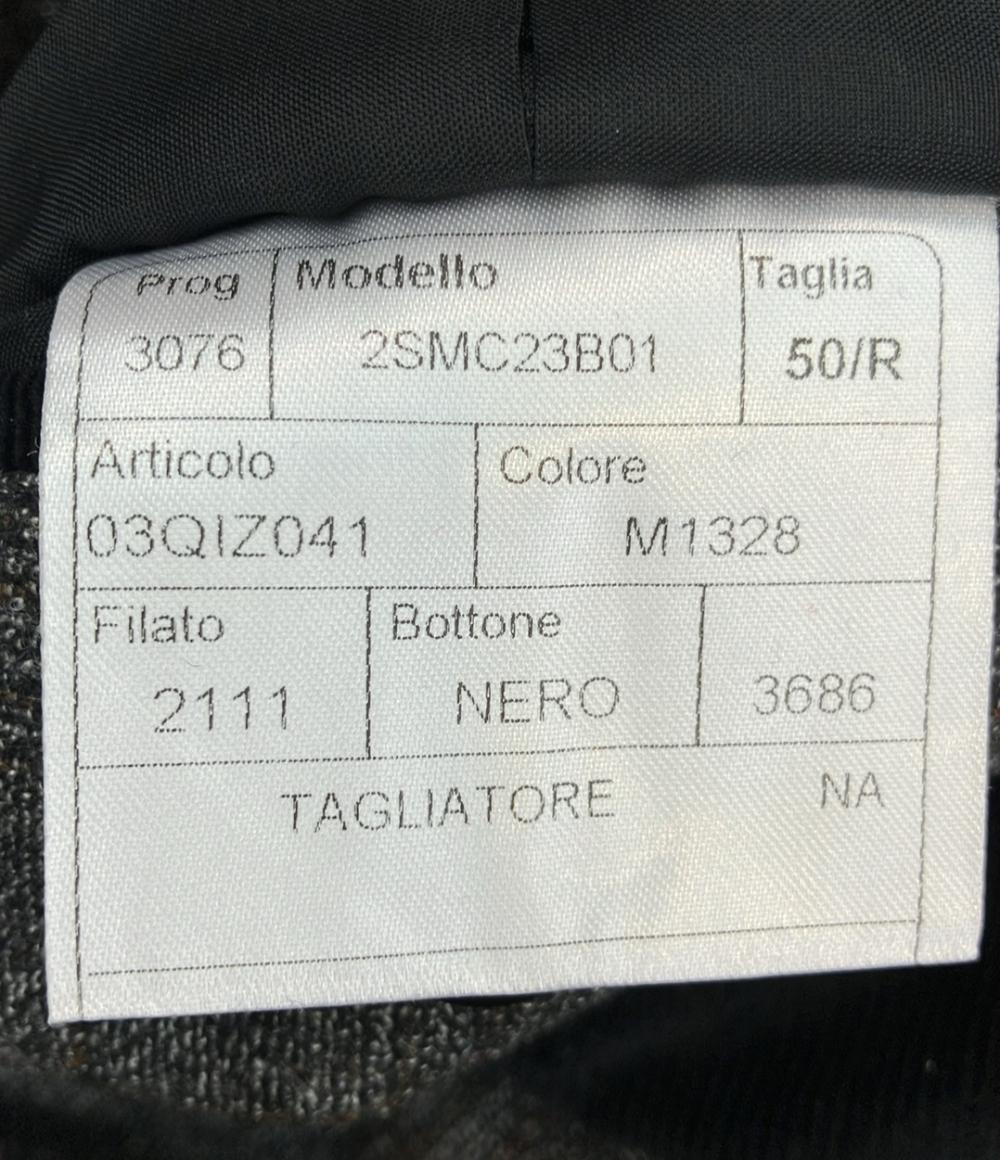 Prog Modello Taglia
3076 2SMC23B01 50/R
Articolo Colore
03QIZ041 M1328
Filato Bottone
2111 NERO 3686
TAGLIATORE NA